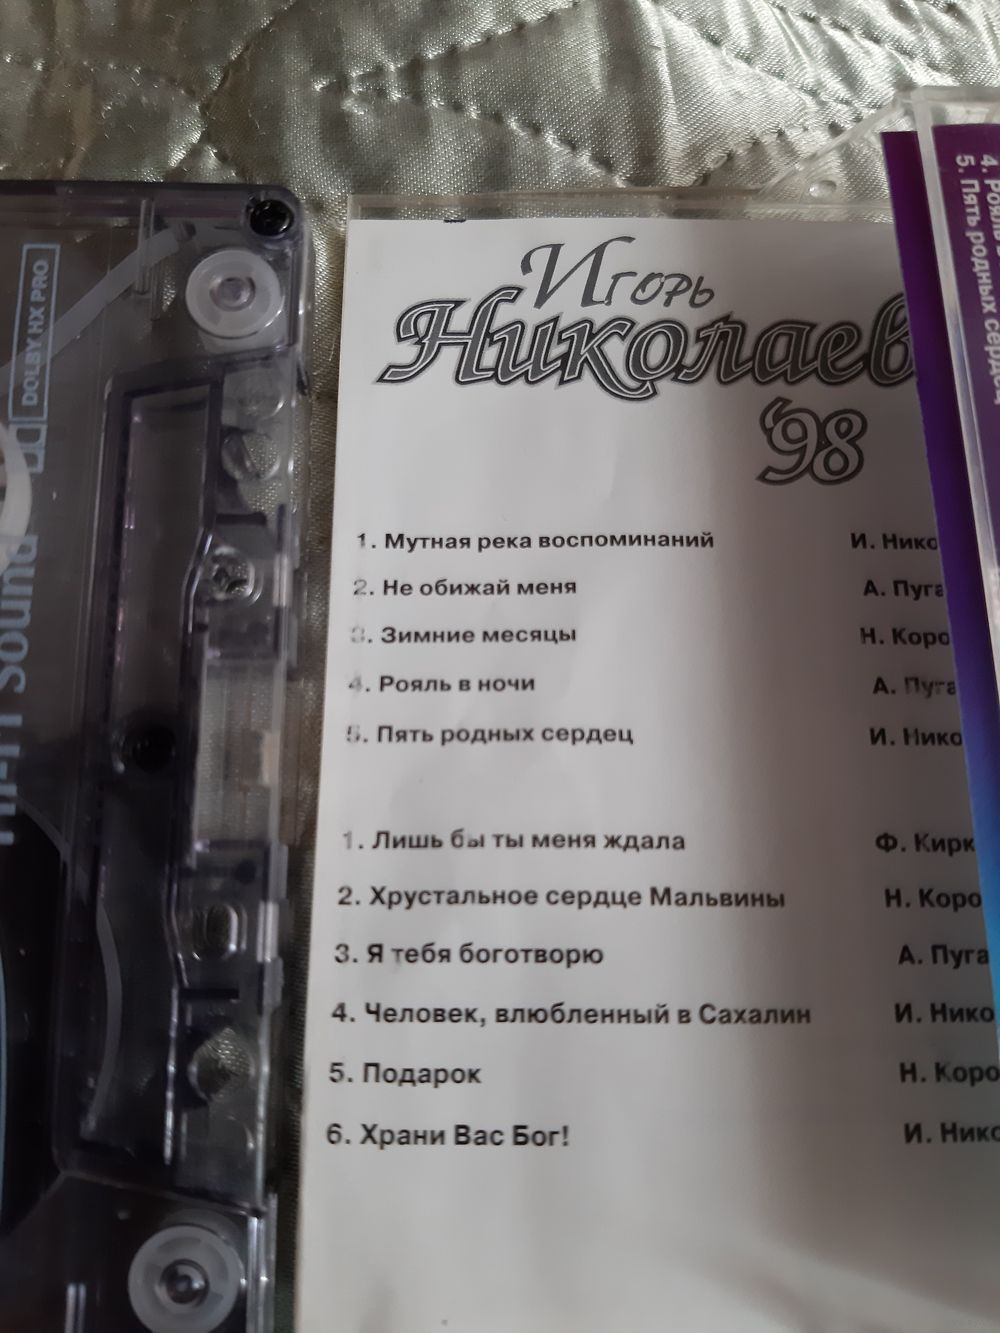 DOLBY HX PRO
Sound
Игорь
Николаев
'98
1. Мутная река воспоминаний И. Нико
2. Не обижай меня А. Пуга
3. Зимние месяцы Н. Коро
4. Рояль в ночи А. Пуга
5. Пять родных сердец И. Нико
1. Лишь бы ты меня ждала Ф. Кирк
2. Хрустальное сердце Мальвины Н. Коро
3. Я тебя боготворю А. Пуга
4. Человек, влюбленный в Сахалин И. Нико
5. Подарок Н. Коро
6. Храни Вас Бог! И. Нико
4. Рояль
5. Пять родных сердец